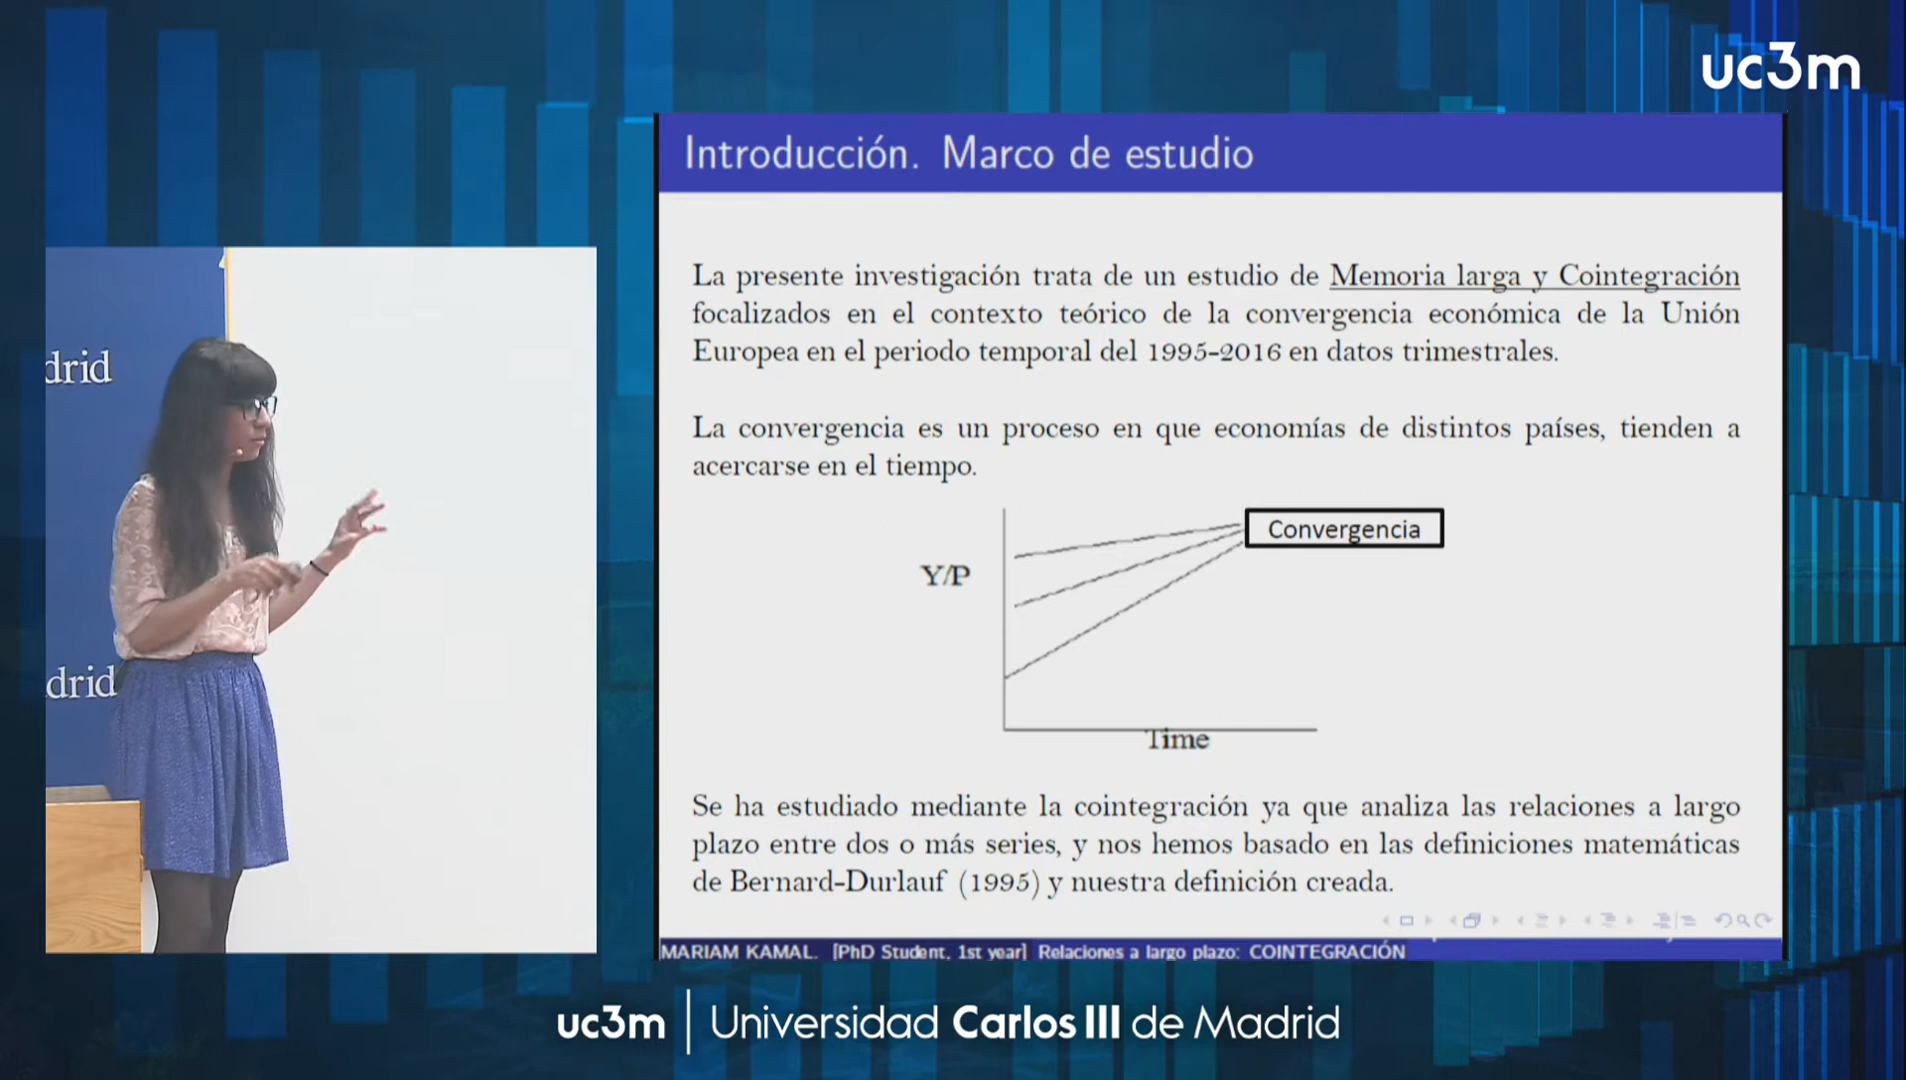 uc3m
Introducción. Marco de estudio
La presente investigación trata de un estudio de Memoria larga y Cointegración
focalizados en el contexto teórico de la convergencia económica de la Unión
Europea en el periodo temporal del 1995-2016 en datos trimestrales.
La convergencia es un proceso en que economías de distintos países, tienden a
acercarse en el tiempo.
Convergencia
Y/P
Time
Se ha estudiado mediante la cointegración ya que analiza las relaciones a largo
plazo entre dos o más series, y nos hemos basado en las definiciones matemáticas
de Bernard-Durlauf (1995) y nuestra definición creada.
MARIAM KAMAL. [PhD Student, 1st year] Relaciones a largo plazo: COINTEGRACIÓN
drid
drid
uc3m | Universidad Carlos III de Madrid